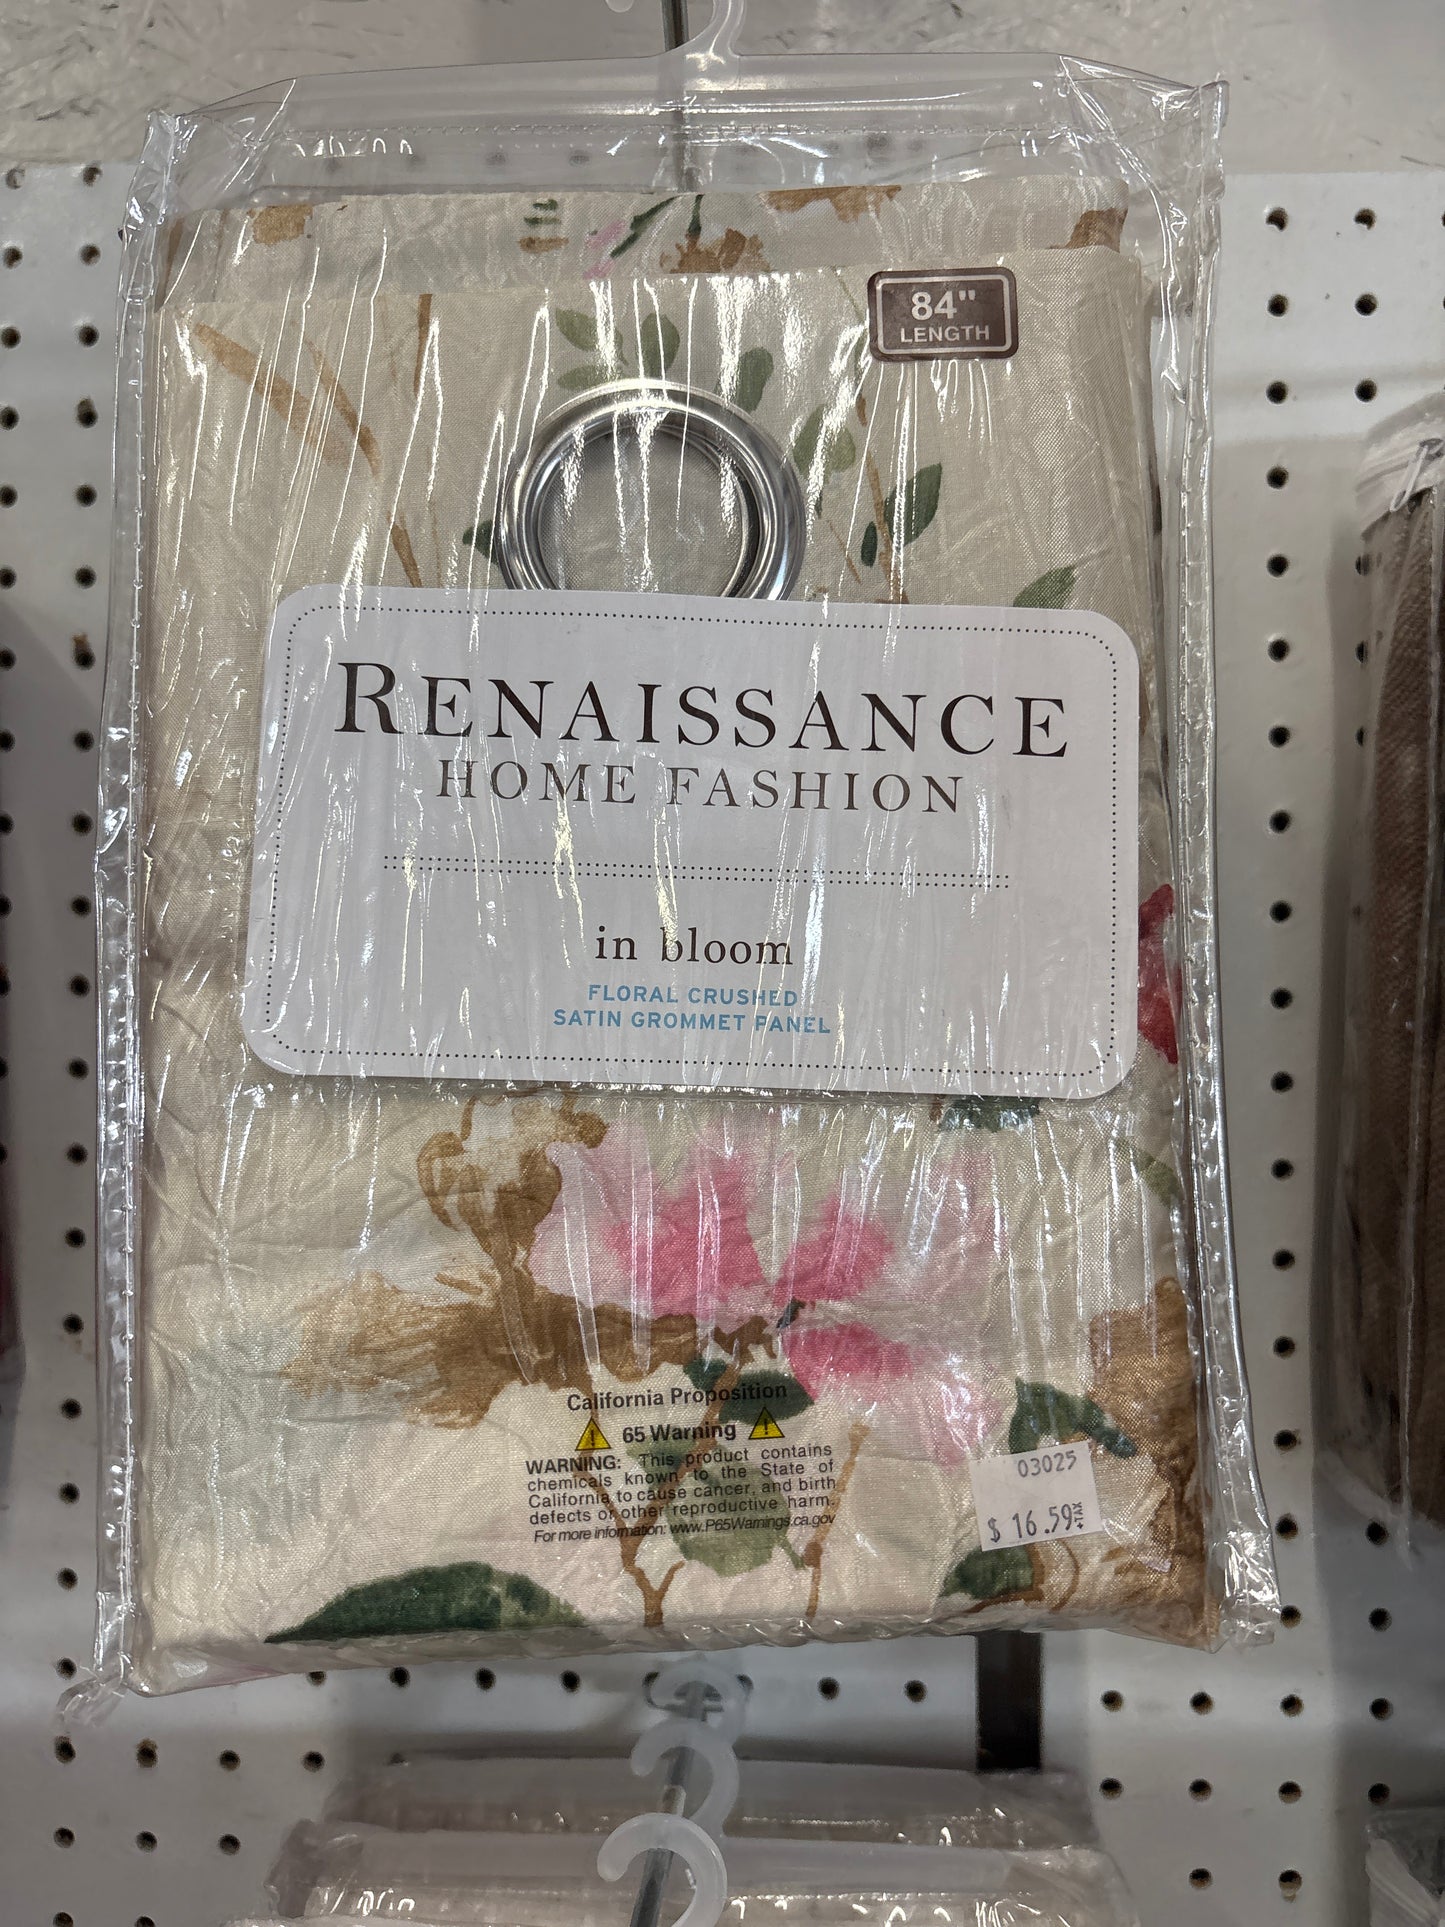 84"
LENGTH
RENAISSANCE
HOME FASHION
in bloom
FLORAL CRUSHED
SATIN GROMMET PANEL
California Proposition
65 Warning
WARNING: This product contains
chemicals known to the State of
California to cause cancer, and birth
defects or other reproductive harm.
For more information: www.P65Warnings.ca.gov
03025
$ 16.59 +TAX